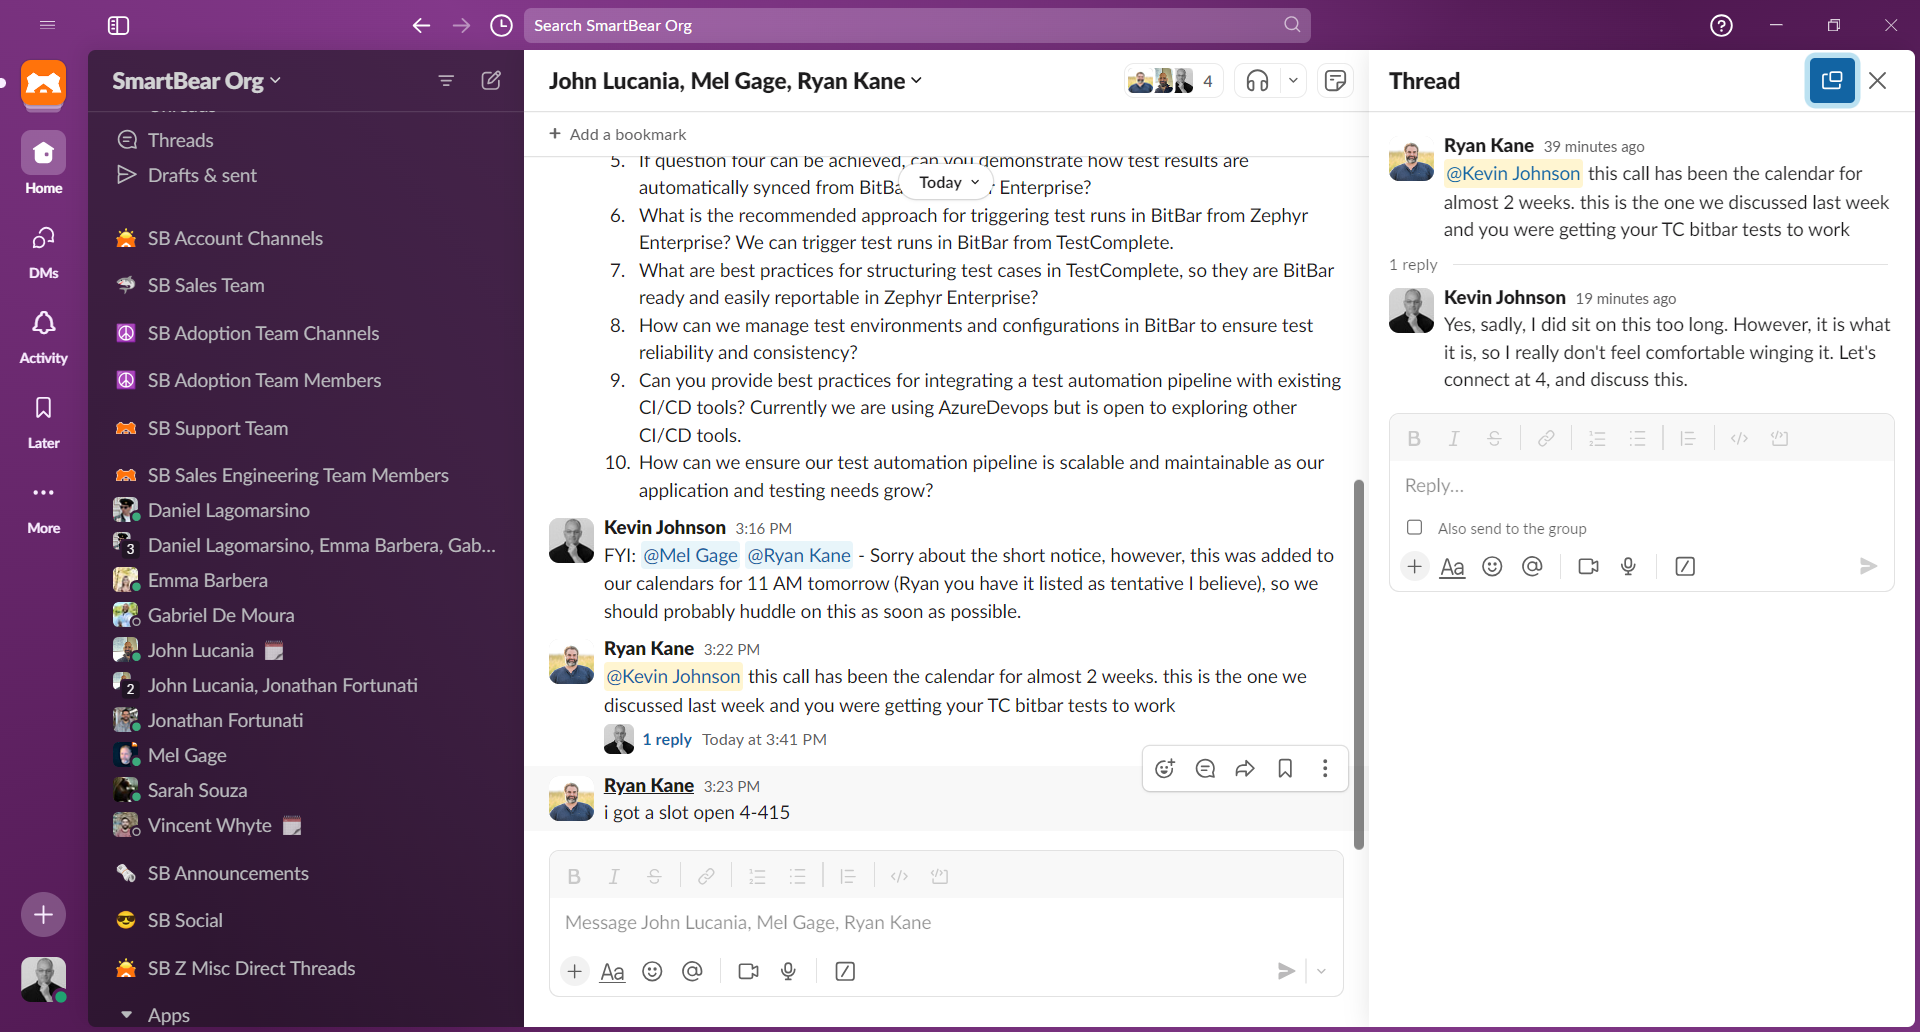 Search SmartBear Org
SmartBear Org
Threads
Drafts & sent
SB Account Channels
SB Sales Team
SB Adoption Team Channels
SB Adoption Team Members
SB Support Team
SB Sales Engineering Team Members
Daniel Lagomarsino
3 Daniel Lagomarsino, Emma Barbera, Gab...
Emma Barbera
Gabriel De Moura
John Lucania
2 John Lucania, Jonathan Fortunati
Jonathan Fortunati
Mel Gage
Sarah Souza
Vincent Whyte
SB Announcements
SB Social
SB Z Misc Direct Threads
Apps
Home
DMs
Activity
Later
More
John Lucania, Mel Gage, Ryan Kane
4
Add a bookmark
Today
5. If question four can be achieved, can you demonstrate how test results are
automatically synced from BitBa r Enterprise?
6. What is the recommended approach for triggering test runs in BitBar from Zephyr
Enterprise? We can trigger test runs in BitBar from TestComplete.
7. What are best practices for structuring test cases in TestComplete, so they are BitBar
ready and easily reportable in Zephyr Enterprise?
8. How can we manage test environments and configurations in BitBar to ensure test
reliability and consistency?
9. Can you provide best practices for integrating a test automation pipeline with existing
CI/CD tools? Currently we are using AzureDevops but is open to exploring other
CI/CD tools.
10. How can we ensure our test automation pipeline is scalable and maintainable as our
application and testing needs grow?
Kevin Johnson 3:16 PM
FYI: @Mel Gage @Ryan Kane - Sorry about the short notice, however, this was added to
our calendars for 11 AM tomorrow (Ryan you have it listed as tentative I believe), so we
should probably huddle on this as soon as possible.
Ryan Kane 3:22 PM
@Kevin Johnson this call has been the calendar for almost 2 weeks. this is the one we
discussed last week and you were getting your TC bitbar tests to work
1 reply Today at 3:41 PM
Ryan Kane 3:23 PM
i got a slot open 4-415
Message John Lucania, Mel Gage, Ryan Kane
Aa
Thread
Ryan Kane 39 minutes ago
@Kevin Johnson this call has been the calendar for
almost 2 weeks. this is the one we discussed last week
and you were getting your TC bitbar tests to work
1 reply
Kevin Johnson 19 minutes ago
Yes, sadly, I did sit on this too long. However, it is what
it is, so I really don't feel comfortable winging it. Let's
connect at 4, and discuss this.
Reply...
Also send to the group
Aa